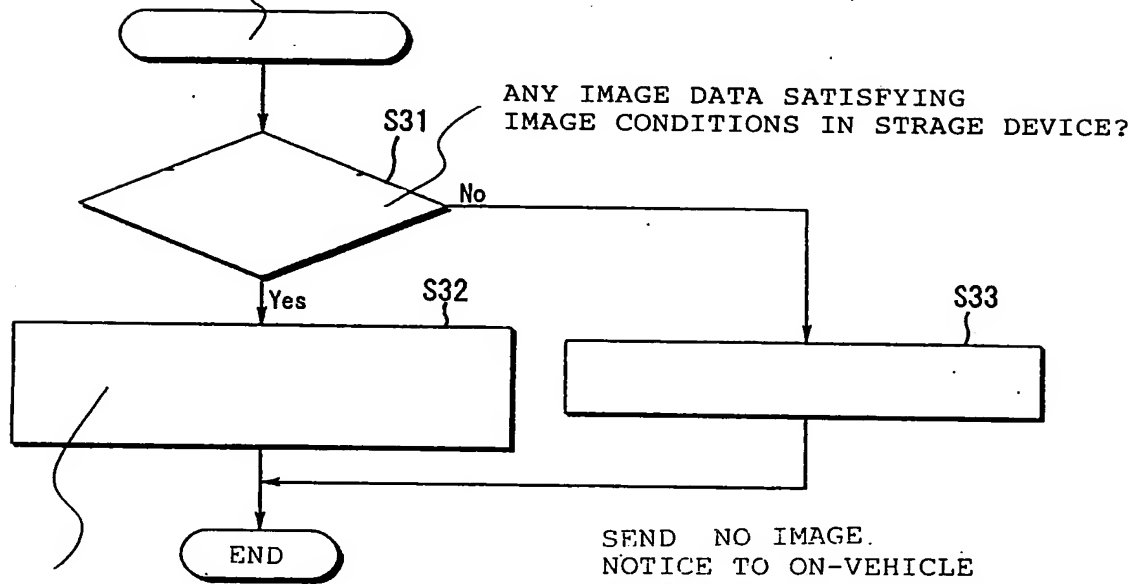 ANY IMAGE DATA SATISFYING
IMAGE CONDITIONS IN STRAGE DEVICE?
S31
No
Yes
S32
S33
END
SEND NO IMAGE.
NOTICE TO ON-VEHICLE